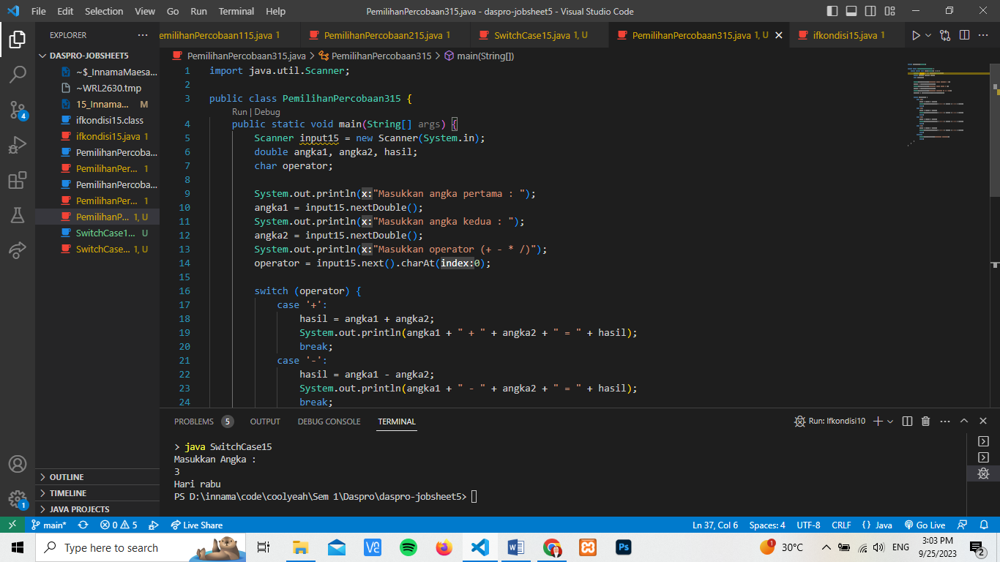 File Edit Selection View Go Run Terminal Help
PemilihanPercobaan315.java - daspro-jobsheet5 - Visual Studio Code
EXPLORER
emilihanPercobaan115.java 1
PemilihanPercobaan215.java 1
SwitchCase15.java 1, U
PemilihanPercobaan315.java 1, U
ifkondisi15.java 1
DASPRO-JOBSHEET5
~$_InnamaMaesa...
~WRL2630.tmp
15_Innama... M
ifkondisi15.class
ifkondisi15.java 1
PemilihanPercoba...
PemilihanPer... 1
PemilihanPercoba...
PemilihanPer... 1
PemilihanP... 1, U
SwitchCase1... U
SwitchCase... 1, U
OUTLINE
TIMELINE
JAVA PROJECTS
4
1
PemilihanPercobaan315.java > PemilihanPercobaan315 > main(String[])
1 import java.util.Scanner;
2
3 public class PemilihanPercobaan315 {
Run | Debug
4 public static void main(String[] args) {
5 Scanner input15 = new Scanner(System.in);
6 double angka1, angka2, hasil;
7 char operator;
8
9 System.out.println(x:"Masukkan angka pertama : ");
10 angka1 = input15.nextDouble();
11 System.out.println(x:"Masukkan angka kedua : ");
12 angka2 = input15.nextDouble();
13 System.out.println(x:"Masukkan operator (+ - * /)");
14 operator = input15.next().charAt(index:0);
15
16 switch (operator) {
17 case '+':
18 hasil = angka1 + angka2;
19 System.out.println(angka1 + " + " + angka2 + " = " + hasil);
20 break;
21 case '-':
22 hasil = angka1 - angka2;
23 System.out.println(angka1 + " - " + angka2 + " = " + hasil);
24 break;
PROBLEMS 5 OUTPUT DEBUG CONSOLE TERMINAL
Run: Ifkondisi10
> java SwitchCase15
Masukkan Angka :
3
Hari rabu
PS D:\innama\code\coolyeah\Sem 1\Daspro\daspro-jobsheet5>
main* 0 5 Live Share
Ln 37, Col 6 Spaces: 4 UTF-8 CRLF {} Java Go Live
Type here to search
W
Ps
1
30°C
ENG
3:03 PM
9/25/2023
2